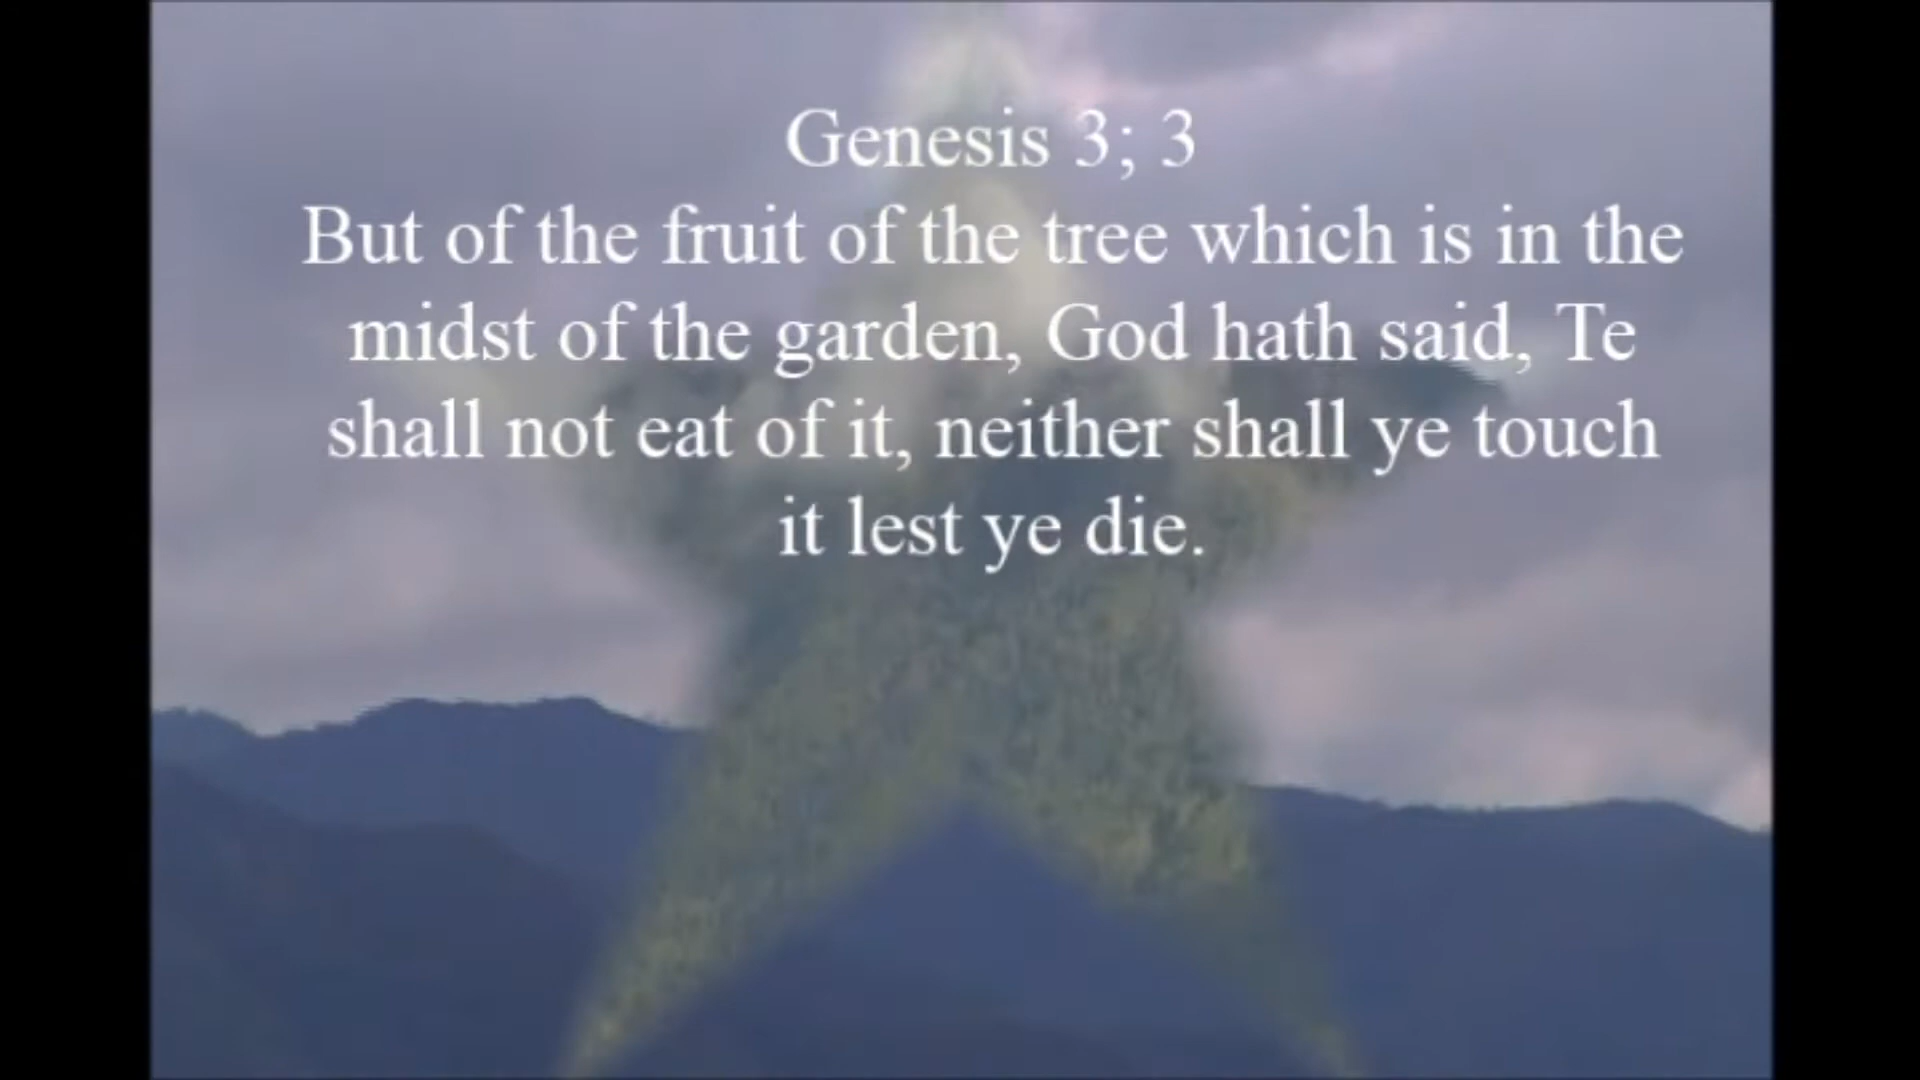 Genesis 3; 3
But of the fruit of the tree which is in the
midst of the garden, God hath said, Te
shall not eat of it, neither shall ye touch
it lest ye die.